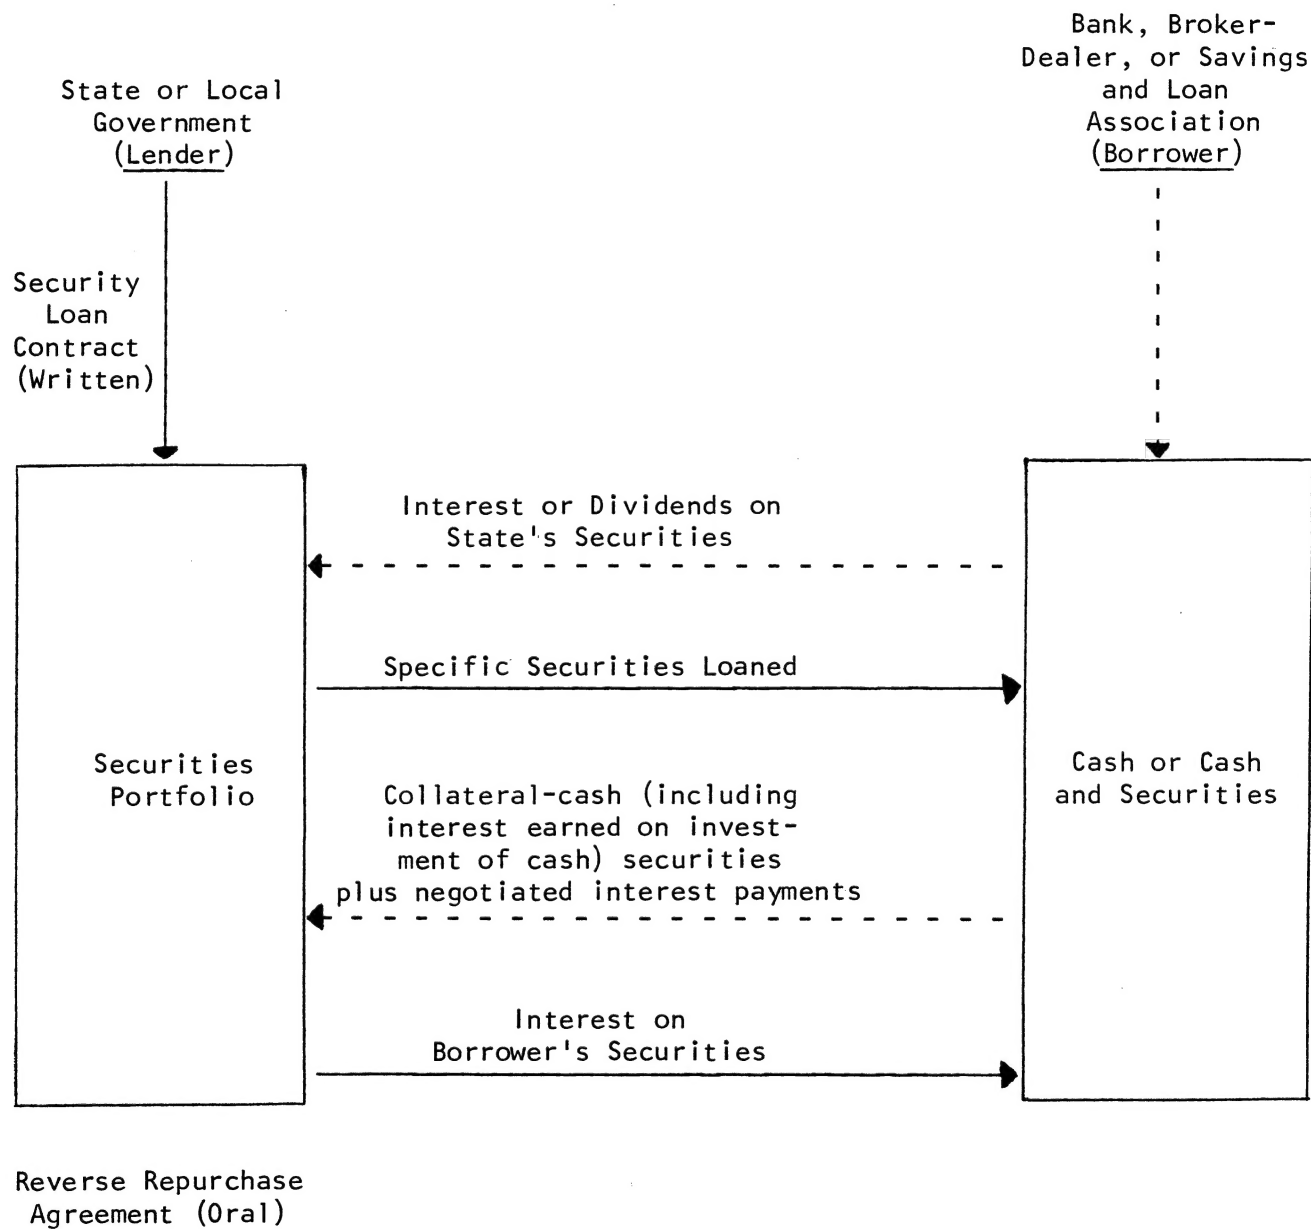 State or Local
Government
(Lender)
Bank, Broker-
Dealer, or Savings
and Loan
Association
(Borrower)
Security
Loan
Contract
(Written)
Interest or Dividends on
State's Securities
Specific Securities Loaned
Securities
Portfolio
Collateral-cash (including
interest earned on invest-
ment of cash) securities
plus negotiated interest payments
Cash or Cash
and Securities
Interest on
Borrower's Securities
Reverse Repurchase
Agreement (Oral)